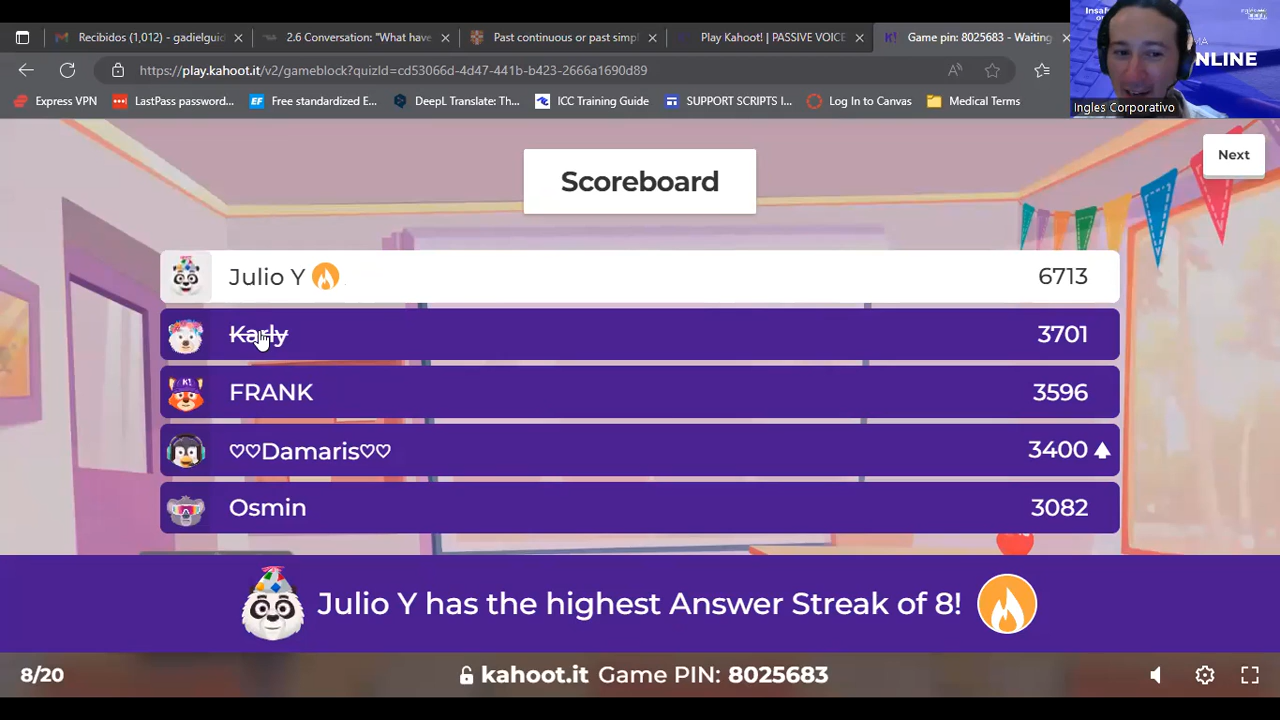 Recibidos (1,012) - gadielguid
2.6 Conversation: "What have
Past continuous or past simpl
Play Kahoot! | PASSIVE VOICE
K! Game pin: 8025683 - Waiting
NLINE
https://play.kahoot.it/v2/gameblock?quizId=cd53066d-4d47-441b-b423-2666a1690d89
Ingles Corporativo
Express VPN
LastPass password...
EF Free standardized E...
DeepL Translate: Th...
ICC Training Guide
SUPPORT SCRIPTS I...
Log In to Canvas
Medical Terms
Scoreboard
Next
Julio Y 6713
Karly 3701
K! FRANK 3596
♡♡Damaris♡♡ 3400
Osmin 3082
Julio Y has the highest Answer Streak of 8!
8/20
kahoot.it Game PIN: 8025683